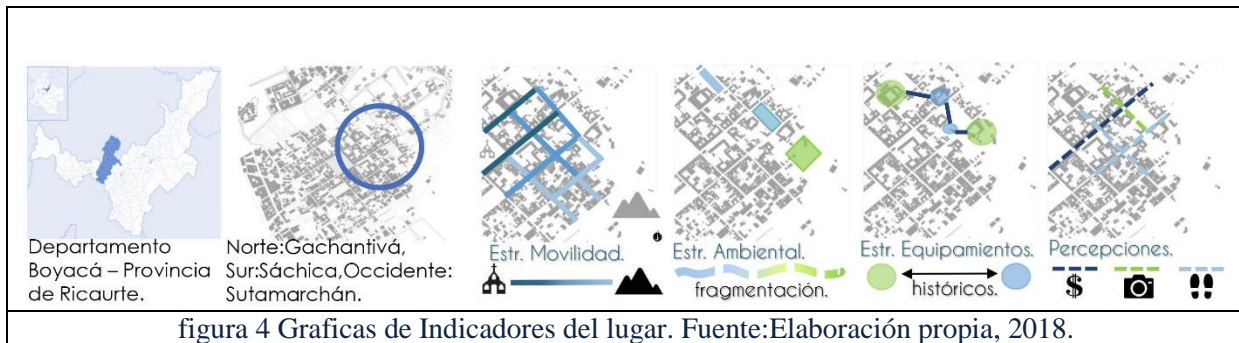 Departamento
Boyacá – Provincia
de Ricaurte.
Norte:Gachantivá,
Sur:Sáchica,Occidente:
Sutamarchán.
Estr. Movilidad.
Estr. Ambiental.
fragmentación.
Estr. Equipamientos.
históricos.
Percepciones.
$
figura 4 Graficas de Indicadores del lugar. Fuente:Elaboración propia, 2018.